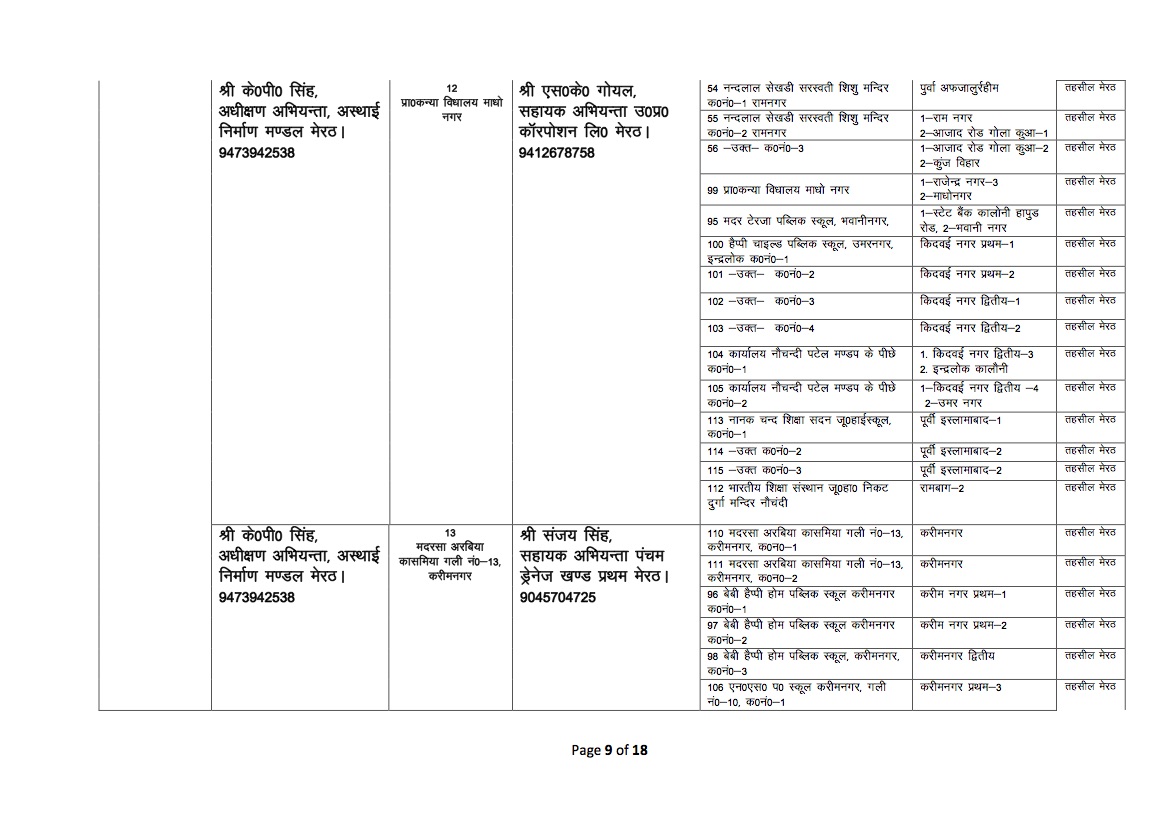 श्री के0पी0 सिंह,
अधीक्षण अभियन्ता, अस्थाई
निर्माण मण्डल मेरठ।
9473942538
12
प्रा0कन्या विधालय माधो
नगर
श्री एस0के0 गोयल,
सहायक अभियन्ता उ0प्र0
कॉरपोशन लि0 मेरठ।
9412678758
54 नन्दलाल सेखडी सरस्वती शिशु मन्दिर
क0नं0–1 रामनगर
पुर्वा अफजालुर्रहीम
तहसील मेरठ
55 नन्दलाल सेखडी सरस्वती शिशु मन्दिर
क0नं0–2 रामनगर
1–राम नगर
2–आजाद रोड गोला कुआ–1
तहसील मेरठ
56 –उक्त– क0नं0–3
1–आजाद रोड गोला कुआ–2
2–कुंज विहार
तहसील मेरठ
99 प्रा0कन्या विधालय माधो नगर
1–राजेन्द्र नगर–3
2–माधोनगर
तहसील मेरठ
95 मदर टेरजा पब्लिक स्कूल, भवानीनगर,
1–स्टेट बैंक कालोनी हापुड
रोड, 2–भवानी नगर
तहसील मेरठ
100 हैप्पी चाइल्ड पब्लिक स्कूल, उमरनगर,
इन्द्रलोक क0नं0–1
किदवई नगर प्रथम–1
तहसील मेरठ
101 –उक्त– क0नं0–2
किदवई नगर प्रथम–2
तहसील मेरठ
102 –उक्त– क0नं0–3
किदवई नगर द्वितीय–1
तहसील मेरठ
103 –उक्त– क0नं0–4
किदवई नगर द्वितीय–2
तहसील मेरठ
104 कार्यालय नौचन्दी पटेल मण्डप के पीछे
क0नं0–1
1. किदवई नगर द्वितीय–3
2. इन्द्रलोक कालौनी
तहसील मेरठ
105 कार्यालय नौचन्दी पटेल मण्डप के पीछे
क0नं0–2
1–किदवई नगर द्वितीय –4
2–उमर नगर
तहसील मेरठ
113 नानक चन्द शिक्षा सदन जू0हाईस्कूल,
क0नं0–1
पूर्वी इस्लामाबाद–1
तहसील मेरठ
114 –उक्त क0नं0–2
पूर्वी इस्लामाबाद–2
तहसील मेरठ
115 –उक्त क0नं0–3
पूर्वी इस्लामाबाद–2
तहसील मेरठ
112 भारतीय शिक्षा संस्थान जू0हा0 निकट
दुर्गा मन्दिर नौचंदी
रामबाग–2
तहसील मेरठ
श्री के0पी0 सिंह,
अधीक्षण अभियन्ता, अस्थाई
निर्माण मण्डल मेरठ।
9473942538
13
मदरसा अरबिया
कासमिया गली नं0–13,
करीमनगर
श्री संजय सिंह,
सहायक अभियन्ता पंचम
ड्रेनेज खण्ड प्रथम मेरठ।
9045704725
110 मदरसा अरबिया कासमिया गली नं0–13,
करीमनगर, क0न0–1
करीमनगर
तहसील मेरठ
111 मदरसा अरबिया कासमिया गली नं0–13,
करीमनगर, क0न0–2
करीमनगर
तहसील मेरठ
96 बेबी हैप्पी होम पब्लिक स्कूल करीमनगर
क0नं0–1
करीम नगर प्रथम–1
तहसील मेरठ
97 बेबी हैप्पी होम पब्लिक स्कूल करीमनगर
क0नं0–2
करीम नगर प्रथम–2
तहसील मेरठ
98 बेबी हैप्पी होम पब्लिक स्कूल, करीमनगर,
क0नं0–3
करीमनगर द्वितीय
तहसील मेरठ
106 एन0एस0 प0 स्कूल करीमनगर, गली
नं0–10, क0नं0–1
करीमनगर प्रथम–3
तहसील मेरठ
Page 9 of 18